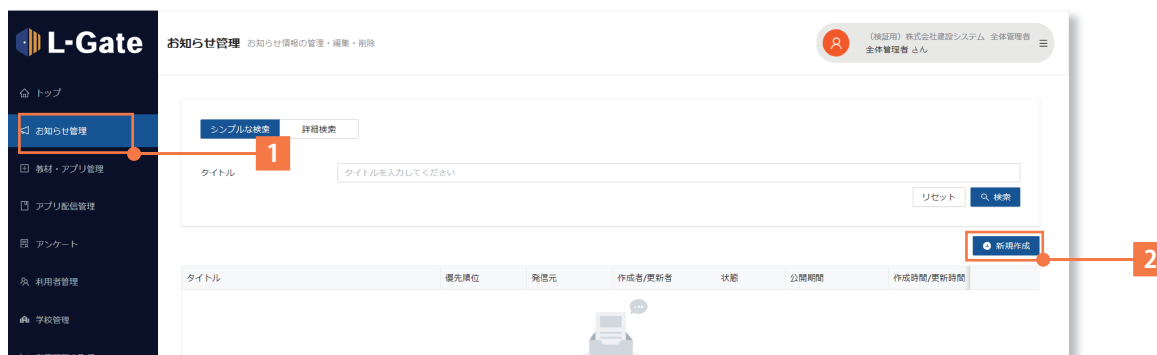 L-Gate
お知らせ管理 お知らせ情報の管理・編集・削除
(検証用) 株式会社建設システム 全体管理者
全体管理者 さん
トップ
お知らせ管理
教材・アプリ管理
アプリ配信管理
アンケート
利用者管理
学校管理
1
シンプルな検索 詳細検索
タイトル タイトルを入力してください
リセット 検索
新規作成
2
タイトル 優先順位 発信元 作成者/更新者 状態 公開期間 作成時間/更新時間